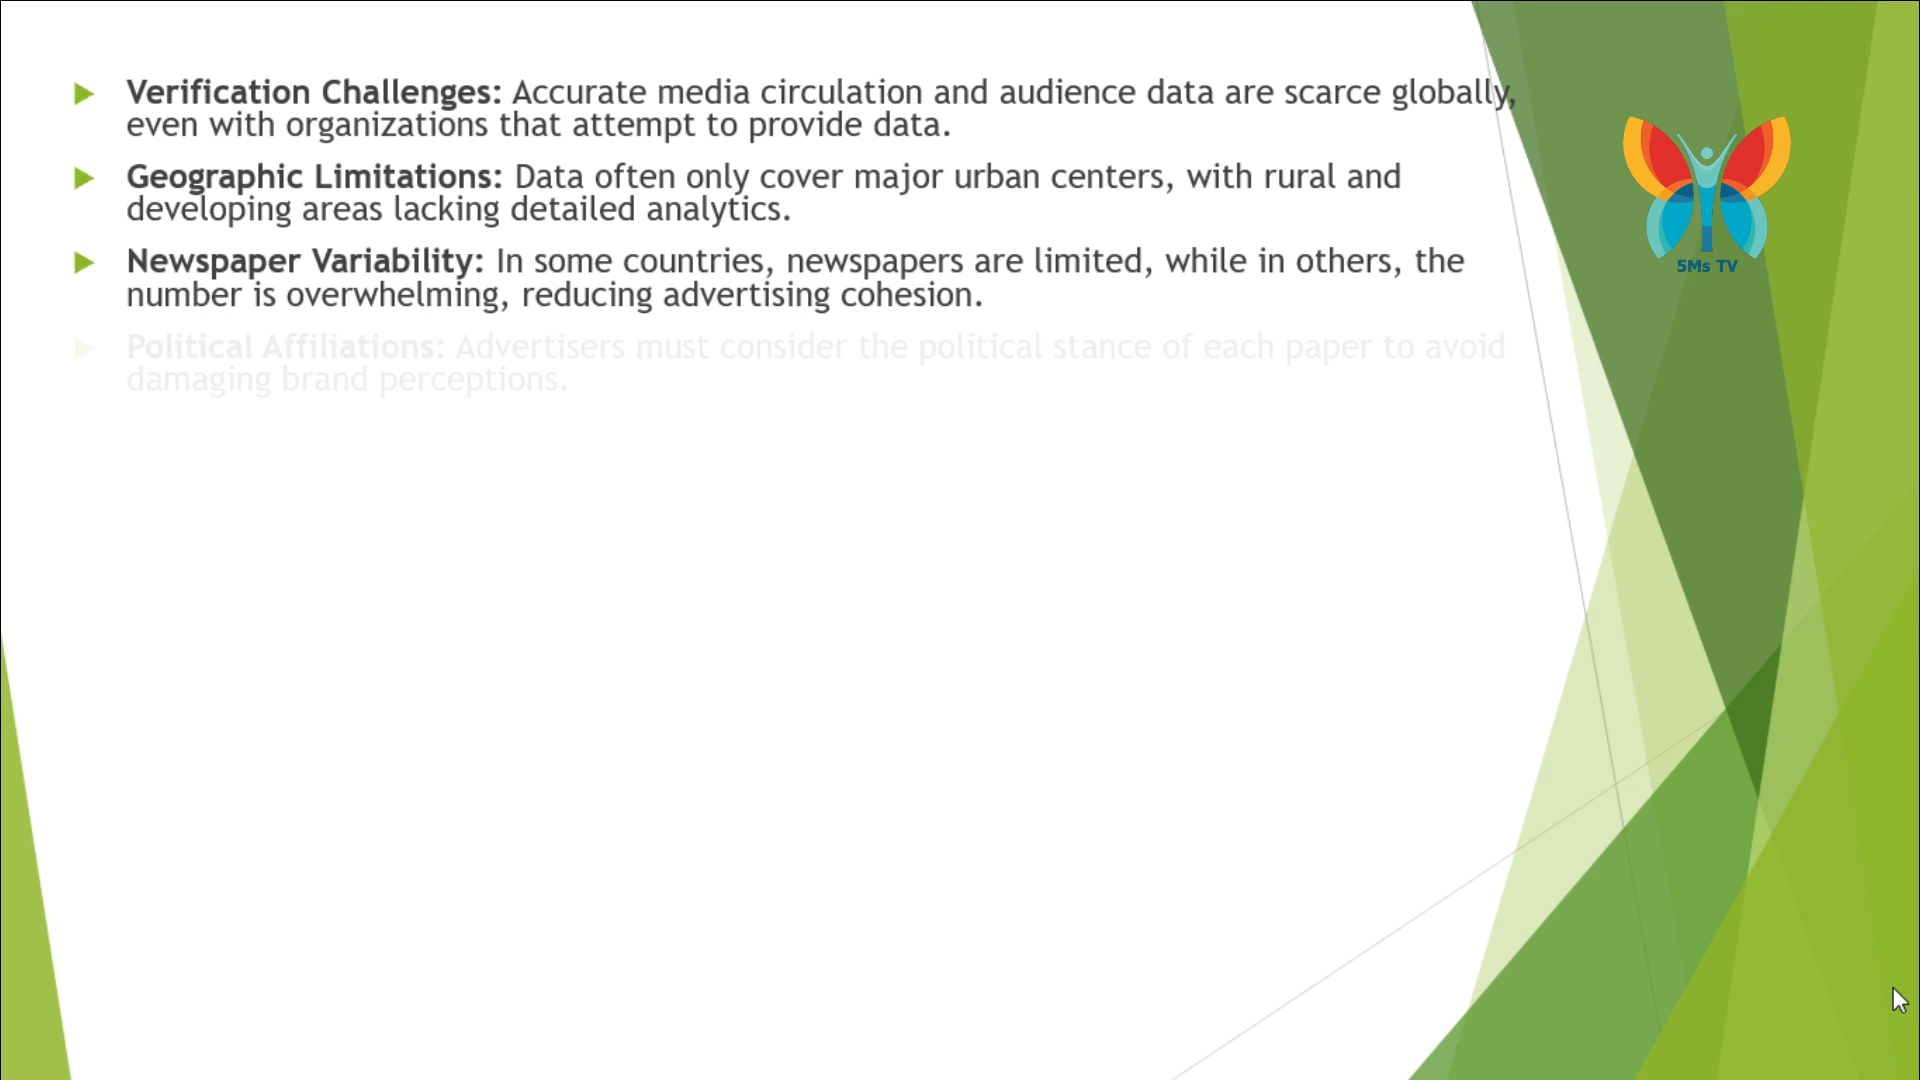 Verification Challenges: Accurate media circulation and audience data are scarce globally,
even with organizations that attempt to provide data.
Geographic Limitations: Data often only cover major urban centers, with rural and
developing areas lacking detailed analytics.
Newspaper Variability: In some countries, newspapers are limited, while in others, the
number is overwhelming, reducing advertising cohesion.
Political Affiliations: Advertisers must consider the political stance of each paper to avoid
damaging brand perceptions.
5Ms TV